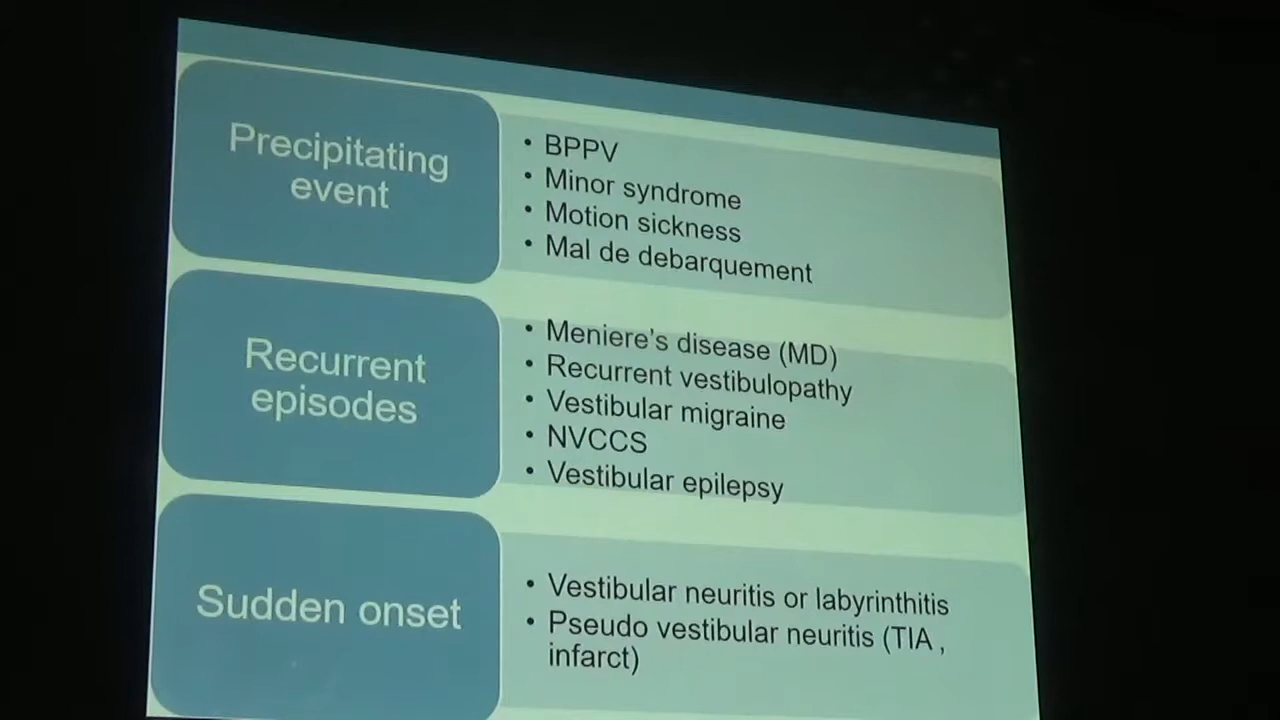 Precipitating
event
• BPPV
• Minor syndrome
• Motion sickness
• Mal de debarquement
Recurrent
episodes
• Meniere's disease (MD)
• Recurrent vestibulopathy
• Vestibular migraine
• NVCCS
• Vestibular epilepsy
Sudden onset
• Vestibular neuritis or labyrinthitis
• Pseudo vestibular neuritis (TIA ,
infarct)